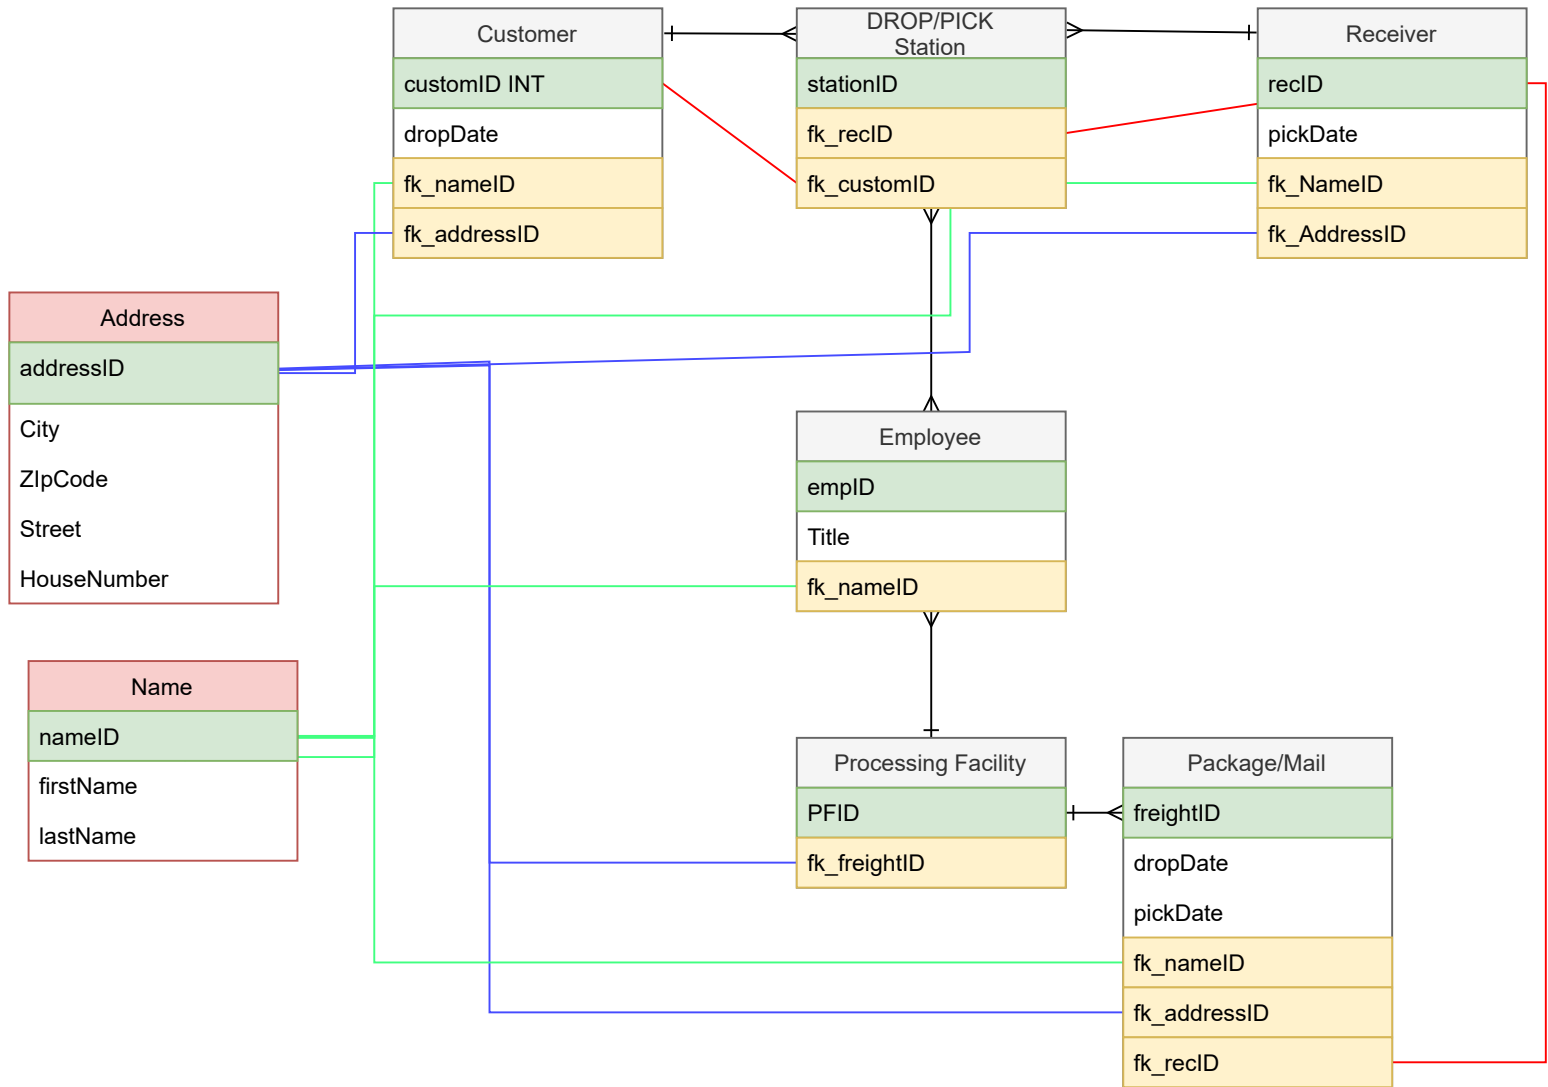 Customer
customID INT
dropDate
fk_nameID
fk_addressID
DROP/PICK
Station
stationID
fk_recID
fk_customID
Receiver
recID
pickDate
fk_NameID
fk_AddressID
Address
addressID
City
ZIpCode
Street
HouseNumber
Employee
empID
Title
fk_nameID
Name
nameID
firstName
lastName
Processing Facility
PFID
fk_freightID
Package/Mail
freightID
dropDate
pickDate
fk_nameID
fk_addressID
fk_recID